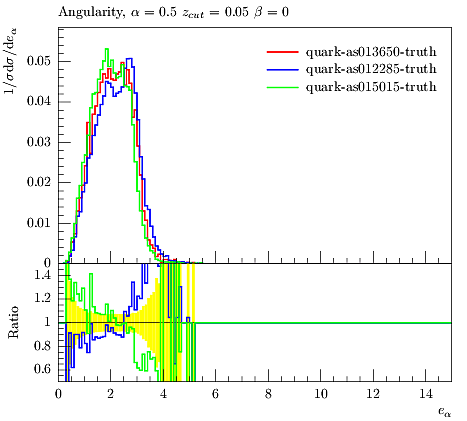 Angularity, α = 0.5 z_cut = 0.05 β = 0
1/σ dσ/de_α
quark-as013650-truth
quark-as012285-truth
quark-as015015-truth
0.05
0.04
0.03
0.02
0.01
0
Ratio
1.4
1.2
1
0.8
0.6
0 2 4 6 8 10 12 14
e_α